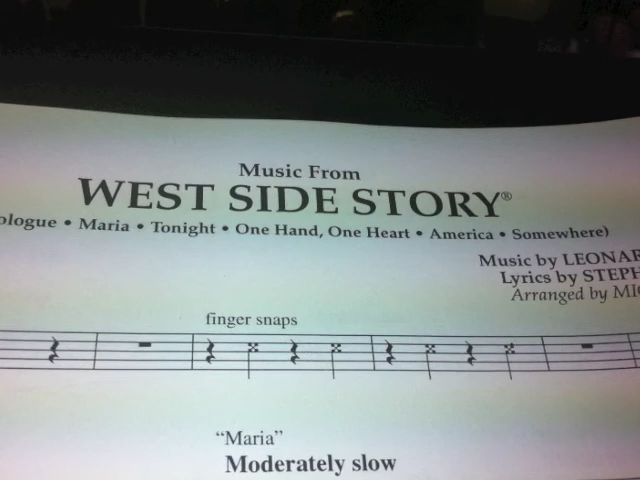 Music From
WEST SIDE STORY®
ologue • Maria • Tonight • One Hand, One Heart • America • Somewhere)
Music by LEONAR
Lyrics by STEPH
Arranged by MIC
finger snaps
"Maria"
Moderately slow